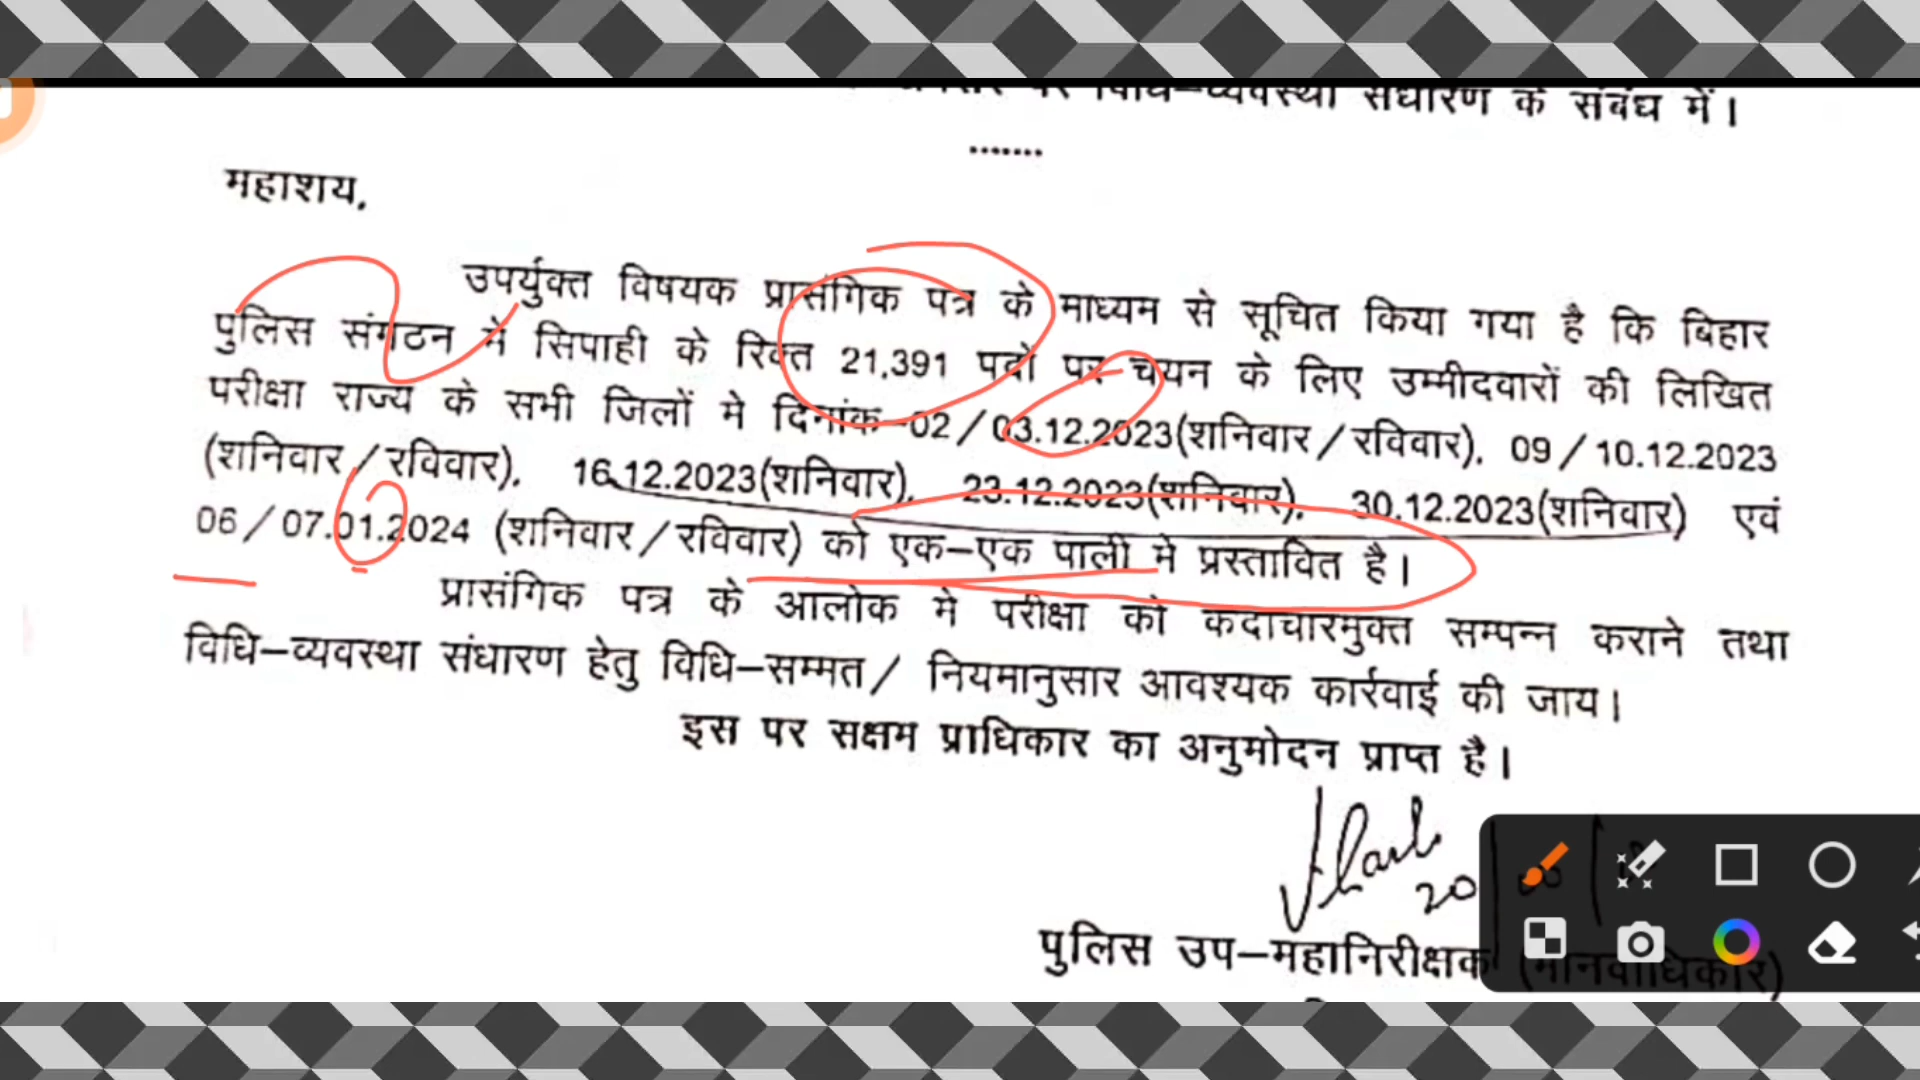 विधि–व्यवस्था संधारण के संबंध में।
.......
महाशय,
उपर्युक्त विषयक प्रासंगिक पत्र के माध्यम से सूचित किया गया है कि बिहार
पुलिस संगटन मे सिपाही के रिक्त 21,391 पदों पर चयन के लिए उम्मीदवारों की लिखित
परीक्षा राज्य के सभी जिलों मे दिनांक–02/03.12.2023(शनिवार/रविवार), 09/10.12.2023
(शनिवार/रविवार), 16.12.2023(शनिवार), 23.12.2023(शनिवार), 30.12.2023(शनिवार) एवं
06/07.01.2024 (शनिवार/रविवार) को एक–एक पाली मे प्रस्तावित है।
प्रासंगिक पत्र के आलोक मे परीक्षा को कदाचारमुक्त सम्पन्न कराने तथा
विधि–व्यवस्था संधारण हेतु विधि–सम्मत/ नियमानुसार आवश्यक कार्रवाई की जाय।
इस पर सक्षम प्राधिकार का अनुमोदन प्राप्त है।
20
पुलिस उप–महानिरीक्षक (मानवाधिकार)